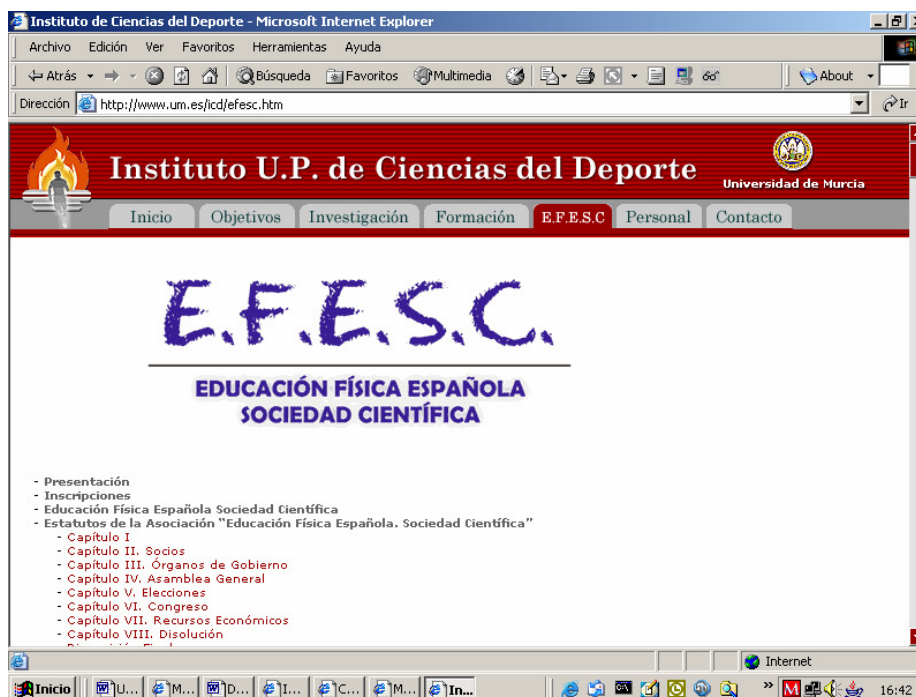 Instituto de Ciencias del Deporte - Microsoft Internet Explorer
Archivo Edición Ver Favoritos Herramientas Ayuda
Atrás Búsqueda Favoritos Multimedia About
Dirección http://www.um.es/icd/efesc.htm Ir
Instituto U.P. de Ciencias del Deporte
Universidad de Murcia
Inicio Objetivos Investigación Formación E.F.E.S.C Personal Contacto
E.F.E.S.C.
EDUCACIÓN FÍSICA ESPAÑOLA
SOCIEDAD CIENTÍFICA
- Presentación
- Inscripciones
- Educación Física Española Sociedad Científica
- Estatutos de la Asociación "Educación Física Española. Sociedad Científica"
- Capítulo I
- Capítulo II. Socios
- Capítulo III. Órganos de Gobierno
- Capítulo IV. Asamblea General
- Capítulo V. Elecciones
- Capítulo VI. Congreso
- Capítulo VII. Recursos Económicos
- Capítulo VIII. Disolución
Internet
Inicio U... M... D... I... C... M... In... 16:42